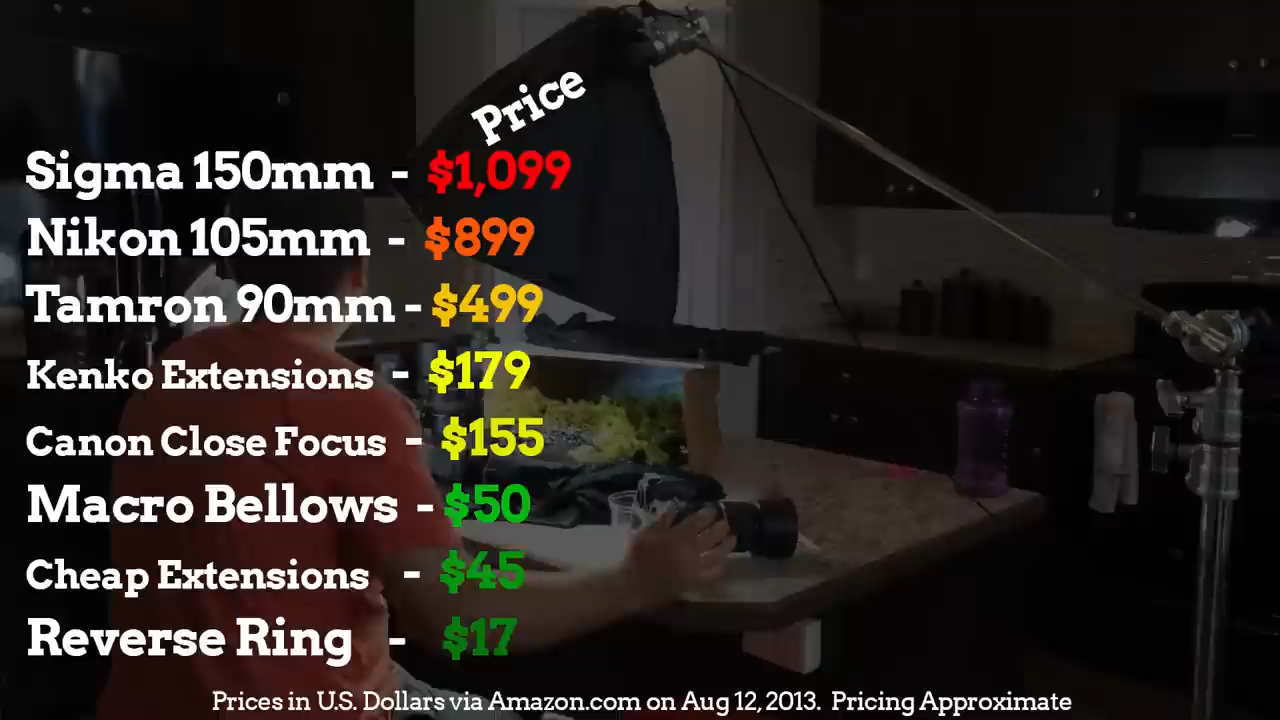 Price
Sigma 150mm - $1,099
Nikon 105mm - $899
Tamron 90mm - $499
Kenko Extensions - $179
Canon Close Focus - $155
Macro Bellows - $50
Cheap Extensions - $45
Reverse Ring - $17
Prices in U.S. Dollars via Amazon.com on Aug 12, 2013. Pricing Approximate